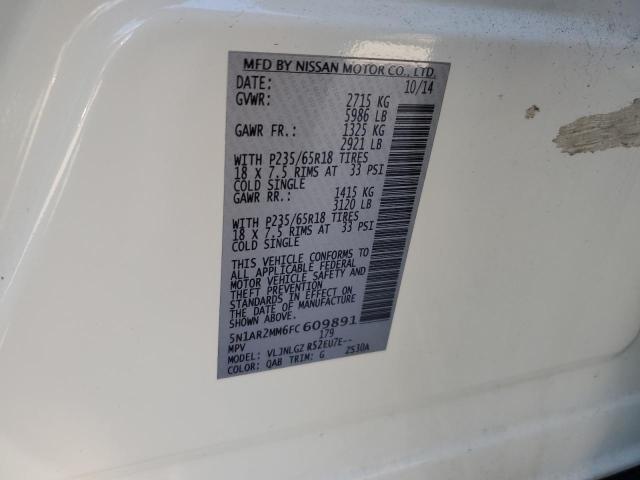 MFD BY NISSAN MOTOR CO., LTD.
DATE: 10/14
GVWR: 2715 KG
5986 LB
GAWR FR.: 1325 KG
2921 LB
WITH P235/65R18 TIRES
18 X 7.5 RIMS AT 33 PSI
COLD SINGLE
GAWR RR.: 1415 KG
3120 LB
WITH P235/65R18 TIRES
18 X 7.5 RIMS AT 33 PSI
COLD SINGLE
THIS VEHICLE CONFORMS TO
ALL APPLICABLE FEDERAL
MOTOR VEHICLE SAFETY AND
THEFT PREVENTION
STANDARDS IN EFFECT ON
THE DATE OF MANUFACTURE
SHOWN ABOVE.
5N1AR2MM6FC609891
MPV 179
MODEL: VLJNLGZ R52EU7E--
COLOR: QAB TRIM: G ZS30A